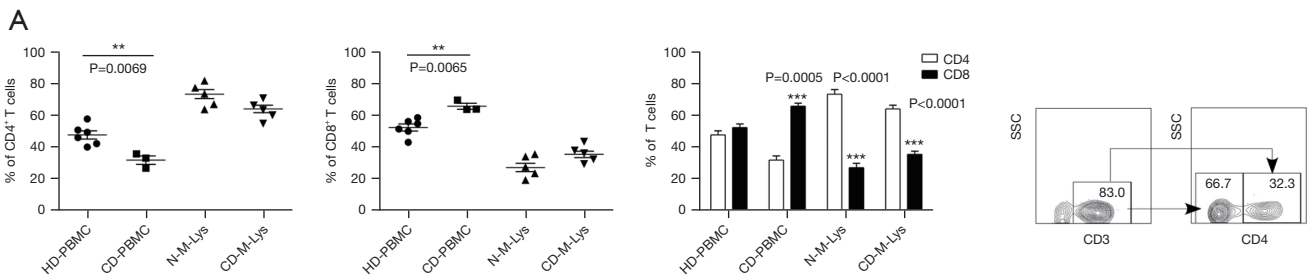 A
% of CD4+ T cells
100
80
60
40
20
0
**
P=0.0069
HD-PBMC
CD-PBMC
N-M-Lys
CD-M-Lys
% of CD8+ T cells
100
80
60
40
20
0
**
P=0.0065
HD-PBMC
CD-PBMC
N-M-Lys
CD-M-Lys
% of T cells
100
80
60
40
20
0
CD4
CD8
P=0.0005 P<0.0001
P<0.0001
***
***
***
HD-PBMC
CD-PBMC
N-M-Lys
CD-M-Lys
SSC
83.0
CD3
SSC
66.7 32.3
CD4